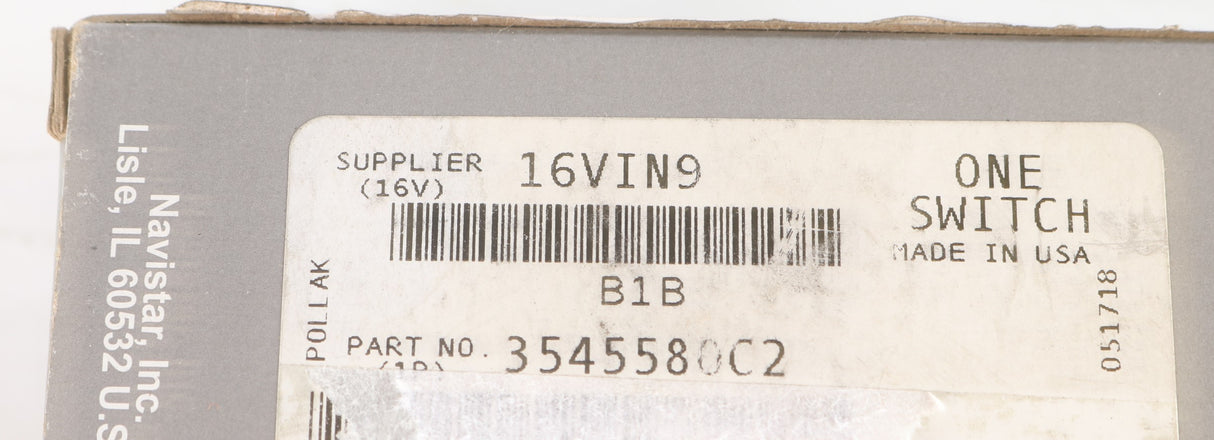 SUPPLIER 16VIN9
(16V)
B1B
PART NO. 3545580C2
(1P)
ONE
SWITCH
MADE IN USA
051718
POLLAK
Navistar, Inc.
Lisle, IL 60532 U.S